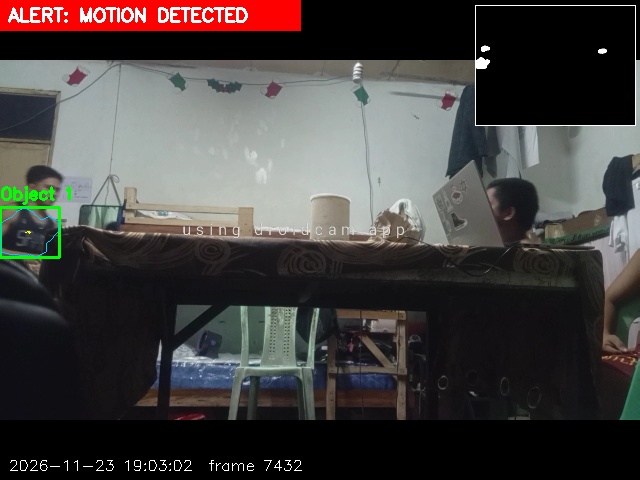 ALERT: MOTION DETECTED
Object 1
using droidcam app
2026-11-23 19:03:02 frame 7432